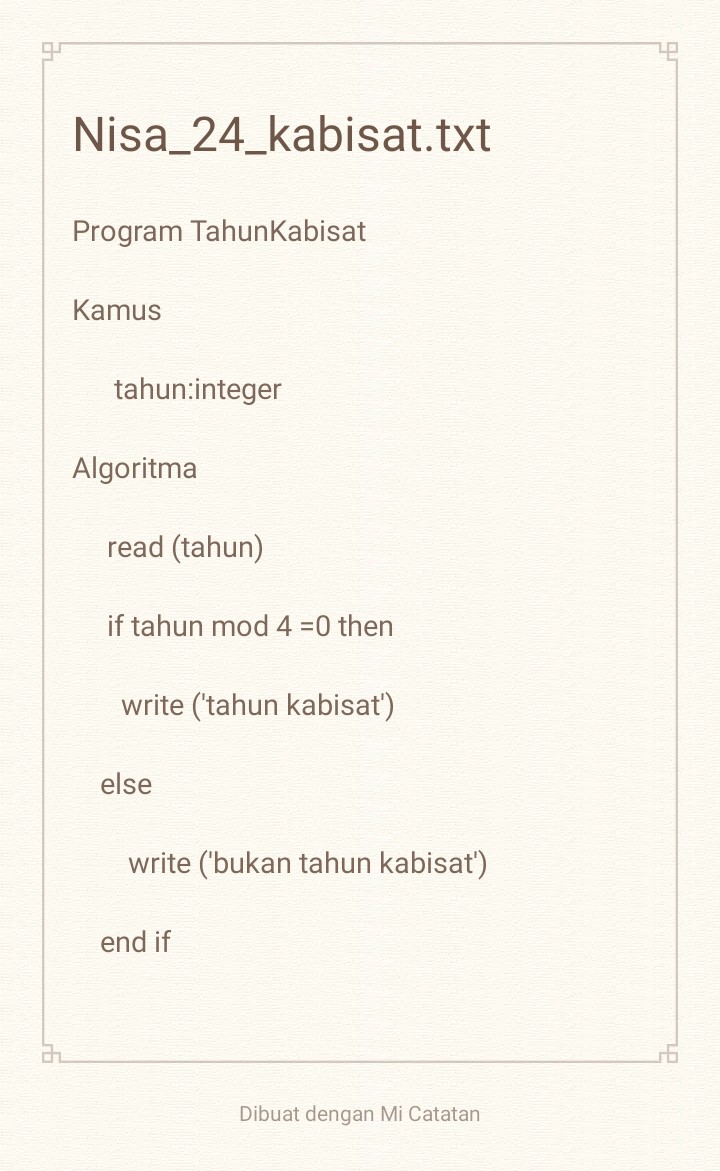 Nisa_24_kabisat.txt
Program TahunKabisat
Kamus
tahun:integer
Algoritma
read (tahun)
if tahun mod 4 =0 then
write ('tahun kabisat')
else
write ('bukan tahun kabisat')
end if
Dibuat dengan Mi Catatan